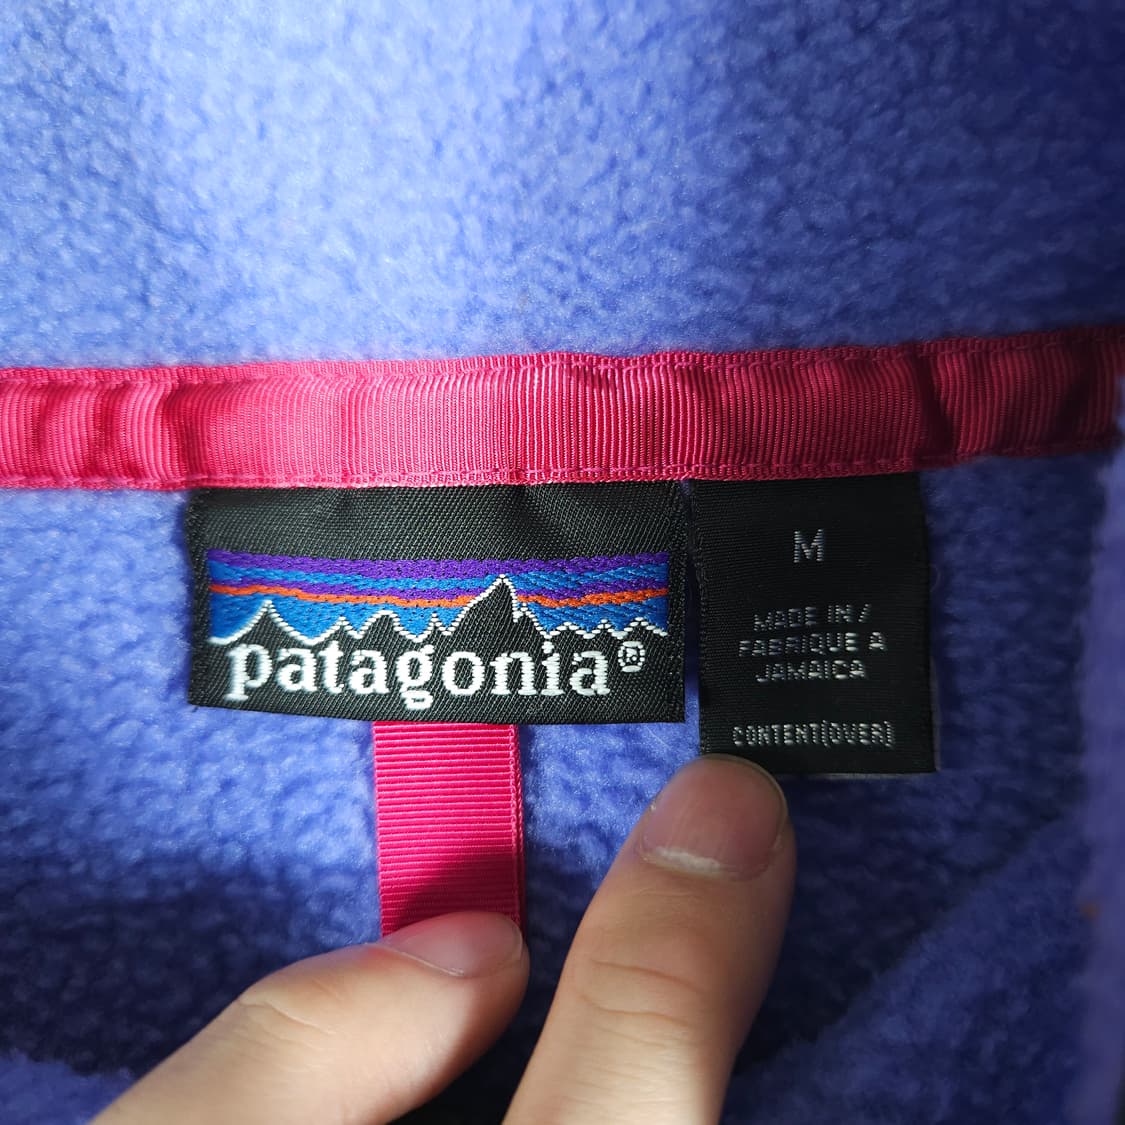 patagonia®
M
MADE IN/
FABRIQUE A
JAMAICA
CONTENT(OVER)